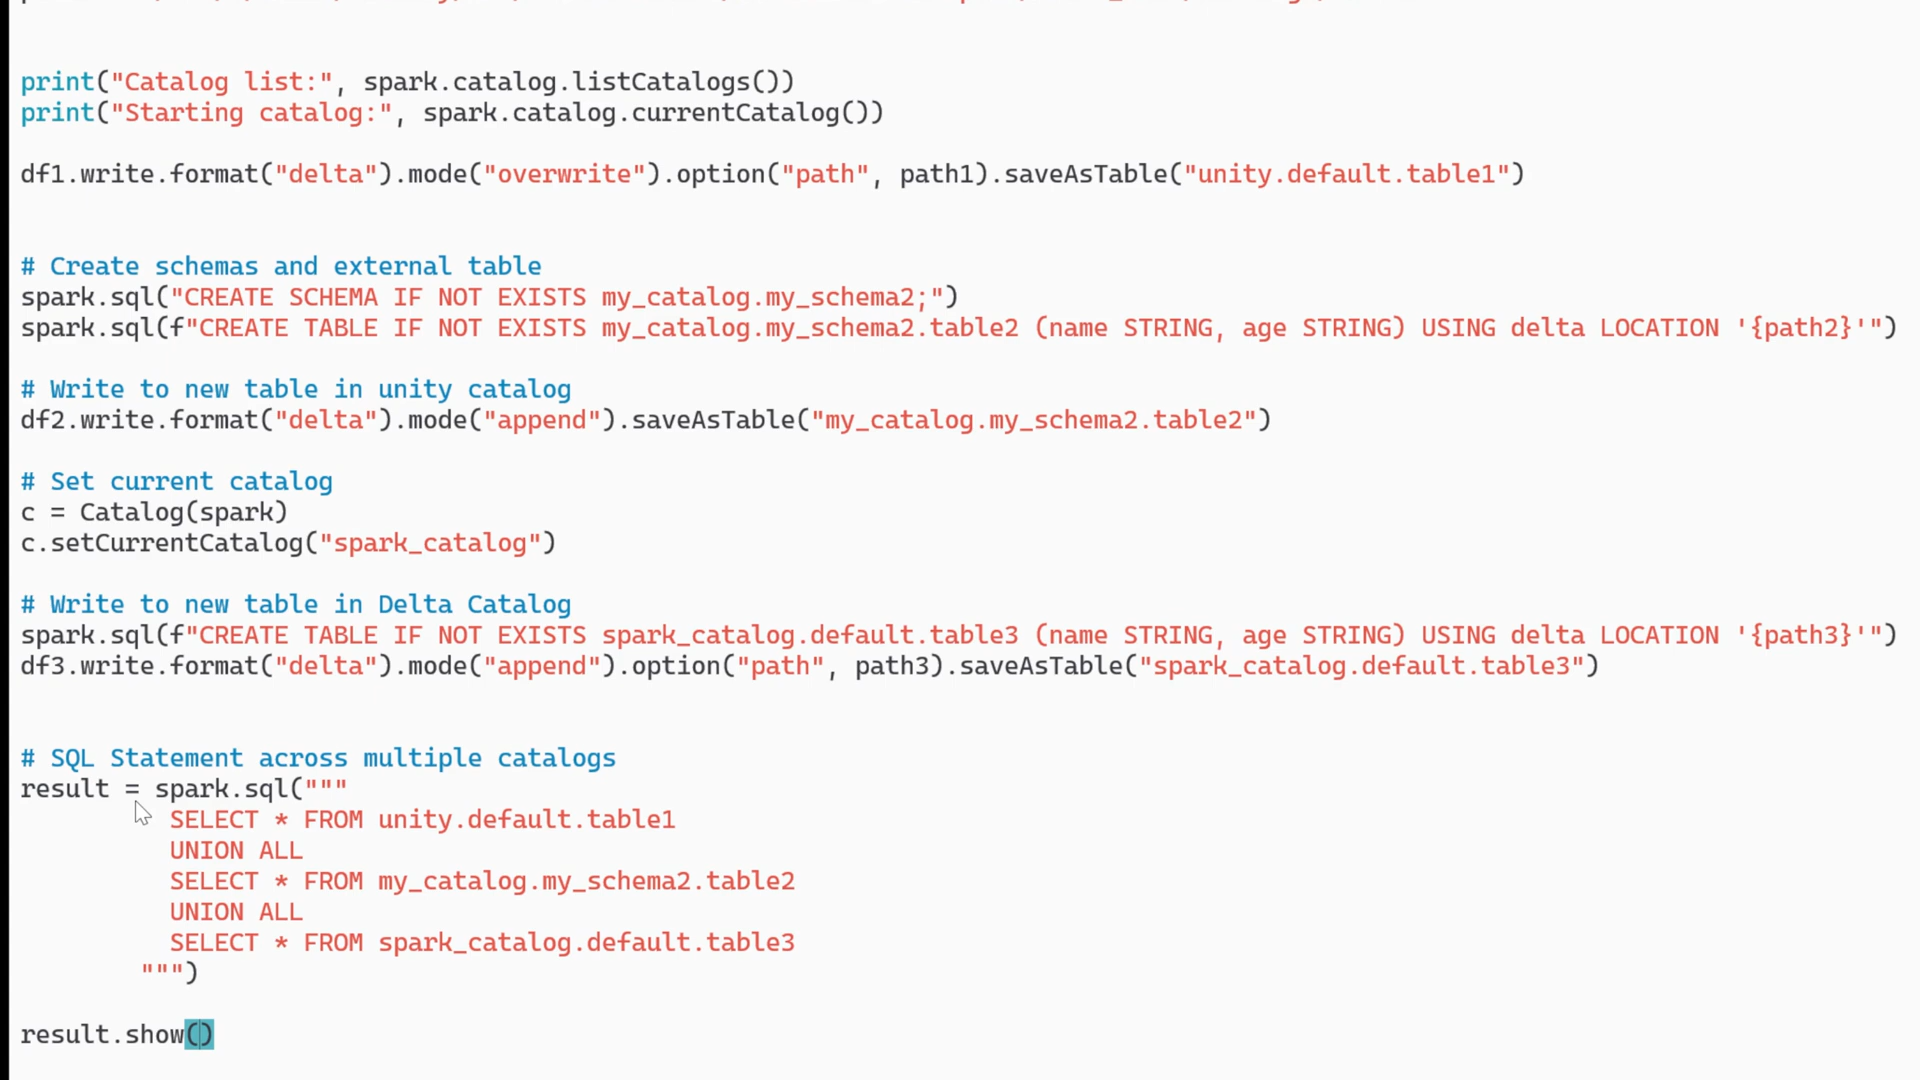 print("Catalog list:", spark.catalog.listCatalogs())
print("Starting catalog:", spark.catalog.currentCatalog())
df1.write.format("delta").mode("overwrite").option("path", path1).saveAsTable("unity.default.table1")
# Create schemas and external table
spark.sql("CREATE SCHEMA IF NOT EXISTS my_catalog.my_schema2;")
spark.sql(f"CREATE TABLE IF NOT EXISTS my_catalog.my_schema2.table2 (name STRING, age STRING) USING delta LOCATION '{path2}'")
# Write to new table in unity catalog
df2.write.format("delta").mode("append").saveAsTable("my_catalog.my_schema2.table2")
# Set current catalog
c = Catalog(spark)
c.setCurrentCatalog("spark_catalog")
# Write to new table in Delta Catalog
spark.sql(f"CREATE TABLE IF NOT EXISTS spark_catalog.default.table3 (name STRING, age STRING) USING delta LOCATION '{path3}'")
df3.write.format("delta").mode("append").option("path", path3).saveAsTable("spark_catalog.default.table3")
# SQL Statement across multiple catalogs
result = spark.sql("""
SELECT * FROM unity.default.table1
UNION ALL
SELECT * FROM my_catalog.my_schema2.table2
UNION ALL
SELECT * FROM spark_catalog.default.table3
""")
result.show()